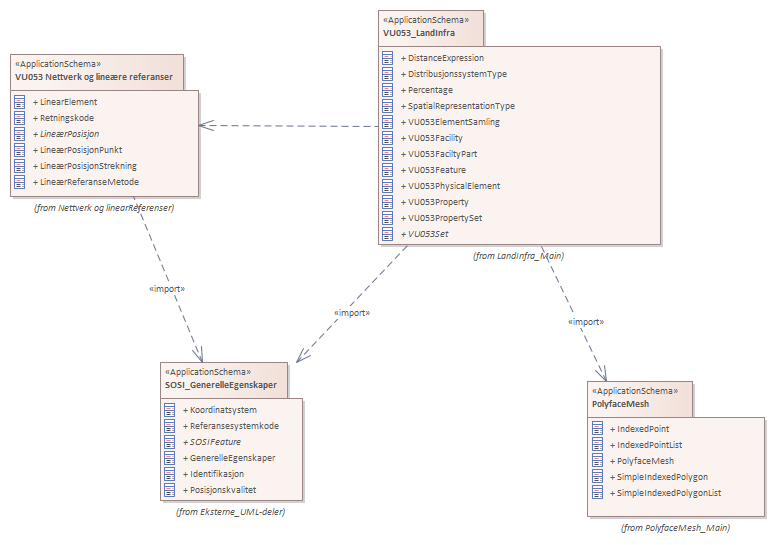 «ApplicationSchema»
VU053_LandInfra
+ DistanceExpression
+ DistribusjonssystemType
+ Percentage
+ SpatialRepresentationType
+ VU053ElementSamling
+ VU053Facility
+ VU053FaciltyPart
+ VU053Feature
+ VU053PhysicalElement
+ VU053Property
+ VU053PropertySet
+ VU053Set
(from LandInfra_Main)
«ApplicationSchema»
VU053 Nettverk og lineære referanser
+ LinearElement
+ Retningskode
+ LineærPosisjon
+ LineærPosisjonPunkt
+ LineærPosisjonStrekning
+ LineærReferanseMetode
(from Nettverk og lineærReferenser)
«import»
«import»
«import»
«ApplicationSchema»
SOSI_GenerelleEgenskaper
+ Koordinatsystem
+ Referansesystemkode
+ SOSIFeature
+ GenerelleEgenskaper
+ Identifikasjon
+ Posisjonskvalitet
(from Eksterne_UML-deler)
«ApplicationSchema»
PolyfaceMesh
+ IndexedPoint
+ IndexedPointList
+ PolyfaceMesh
+ SimpleIndexedPolygon
+ SimpleIndexedPolygonList
(from PolyfaceMesh_Main)